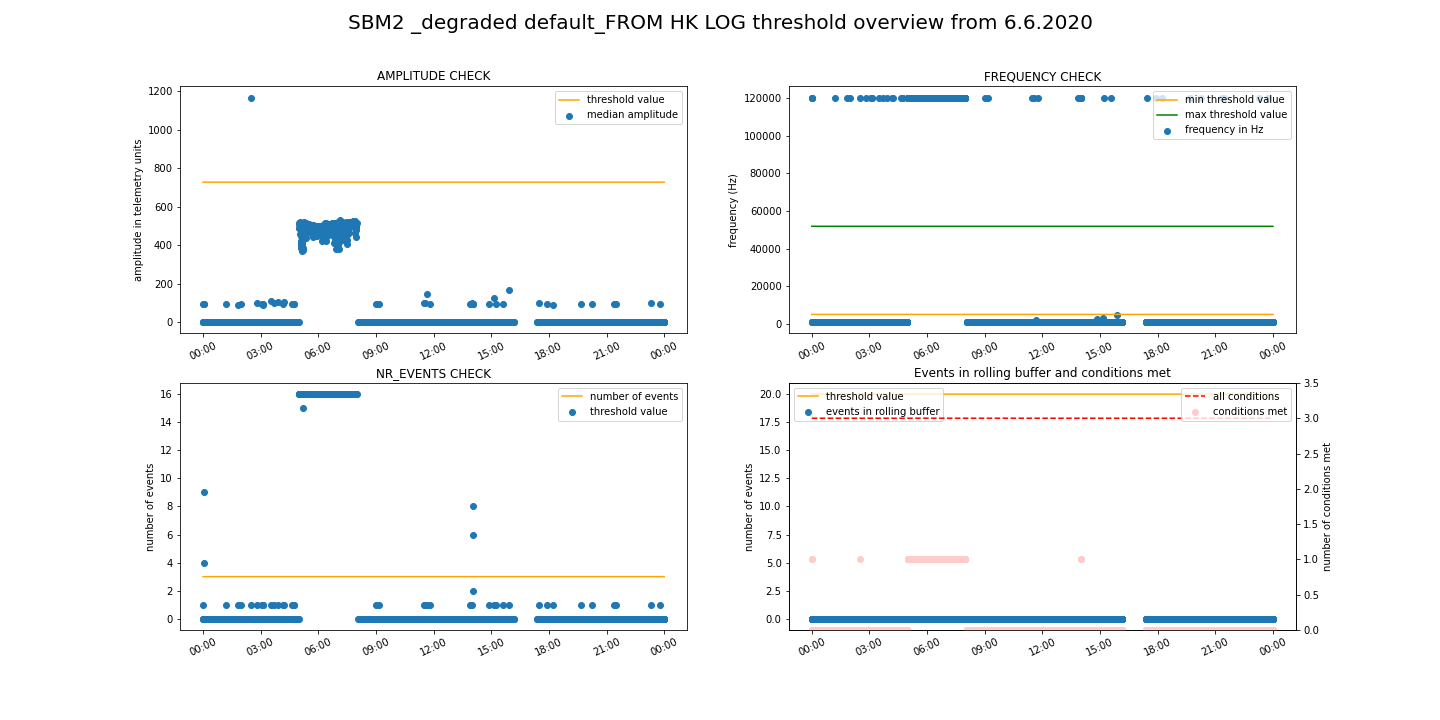 SBM2 _degraded default_FROM HK LOG threshold overview from 6.6.2020
AMPLITUDE CHECK
amplitude in telemetry units
1200
1000
800
600
400
200
0
threshold value
median amplitude
00:00 03:00 06:00 09:00 12:00 15:00 18:00 21:00 00:00
FREQUENCY CHECK
frequency (Hz)
120000
100000
80000
60000
40000
20000
0
min threshold value
max threshold value
frequency in Hz
00:00 03:00 06:00 09:00 12:00 15:00 18:00 21:00 00:00
NR_EVENTS CHECK
number of events
16
14
12
10
8
6
4
2
0
number of events
threshold value
00:00 03:00 06:00 09:00 12:00 15:00 18:00 21:00 00:00
Events in rolling buffer and conditions met
number of events
20.0
17.5
15.0
12.5
10.0
7.5
5.0
2.5
0.0
threshold value
events in rolling buffer
all conditions
conditions met
3.5
3.0
2.5
2.0
1.5
1.0
0.5
0.0
number of conditions met
00:00 03:00 06:00 09:00 12:00 15:00 18:00 21:00 00:00